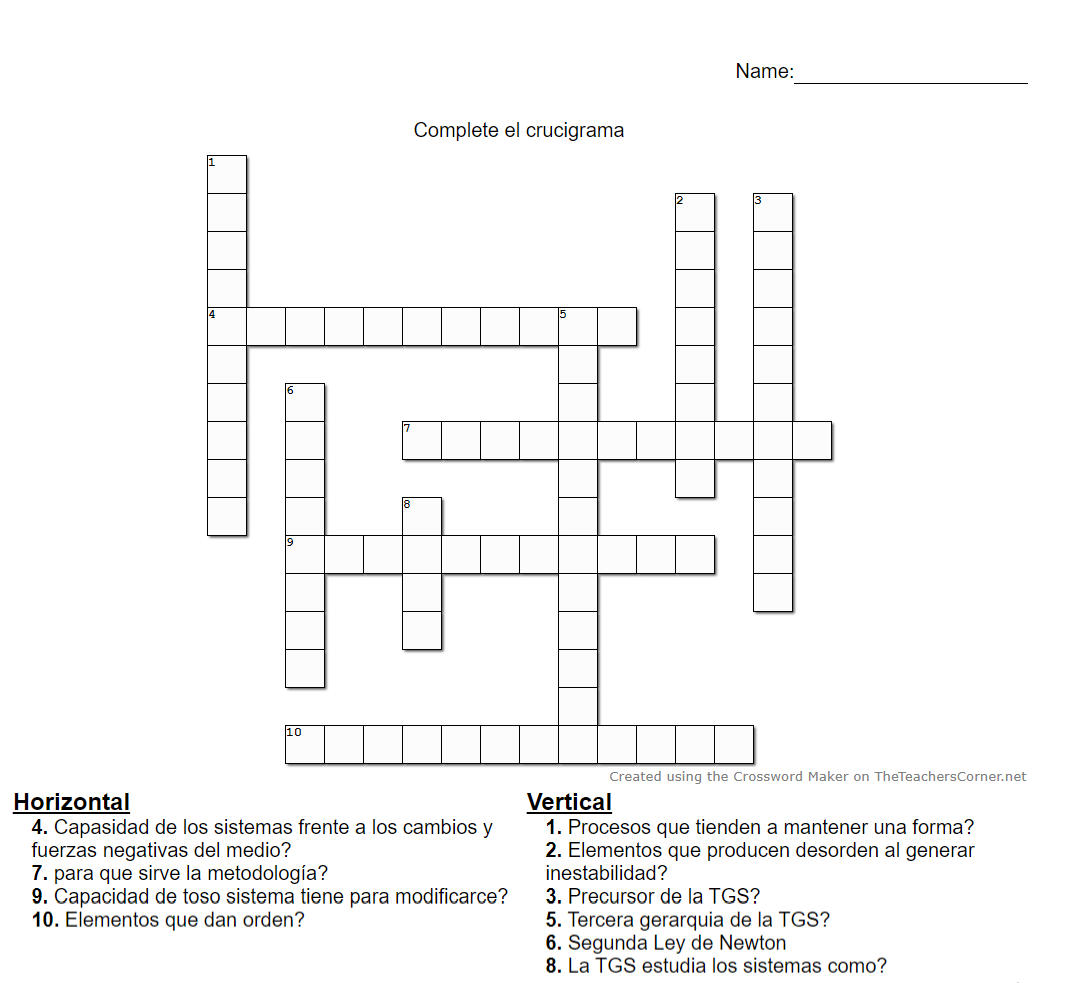 Name:
Complete el crucigrama
1
2 3
4 5
6
7
8
9
10
Created using the Crossword Maker on TheTeachersCorner.net
Horizontal
4. Capasidad de los sistemas frente a los cambios y
fuerzas negativas del medio?
7. para que sirve la metodología?
9. Capacidad de toso sistema tiene para modificarce?
10. Elementos que dan orden?
Vertical
1. Procesos que tienden a mantener una forma?
2. Elementos que producen desorden al generar
inestabilidad?
3. Precursor de la TGS?
5. Tercera gerarquia de la TGS?
6. Segunda Ley de Newton
8. La TGS estudia los sistemas como?